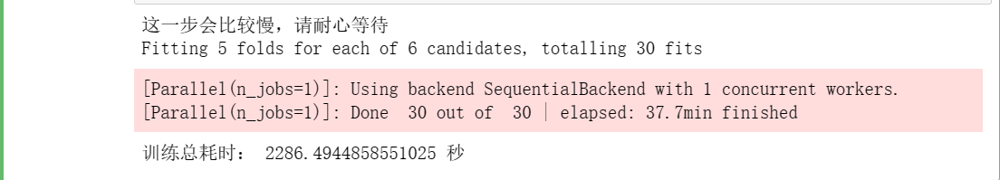 这一步会比较慢，请耐心等待
Fitting 5 folds for each of 6 candidates, totalling 30 fits
[Parallel(n_jobs=1)]: Using backend SequentialBackend with 1 concurrent workers.
[Parallel(n_jobs=1)]: Done  30 out of  30 | elapsed: 37.7min finished
训练总耗时： 2286.4944858551025 秒